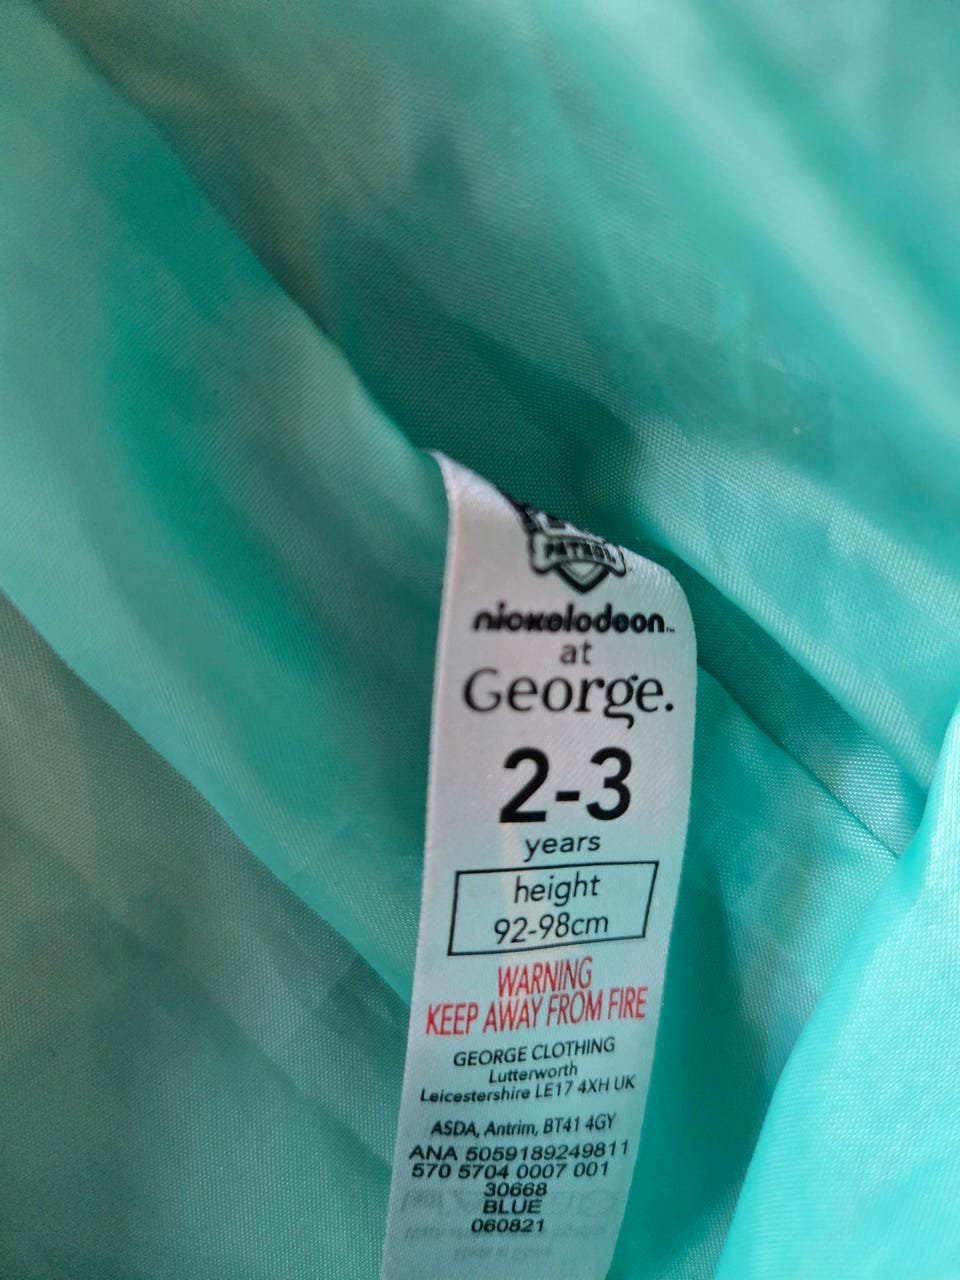 PATROL
nickelodeon™
at
George.
2-3
years
height
92-98cm
WARNING
KEEP AWAY FROM FIRE
GEORGE CLOTHING
Lutterworth
Leicestershire LE17 4XH UK
ASDA, Antrim, BT41 4GY
ANA 5059189249811
570 5704 0007 001
30668
BLUE
060821